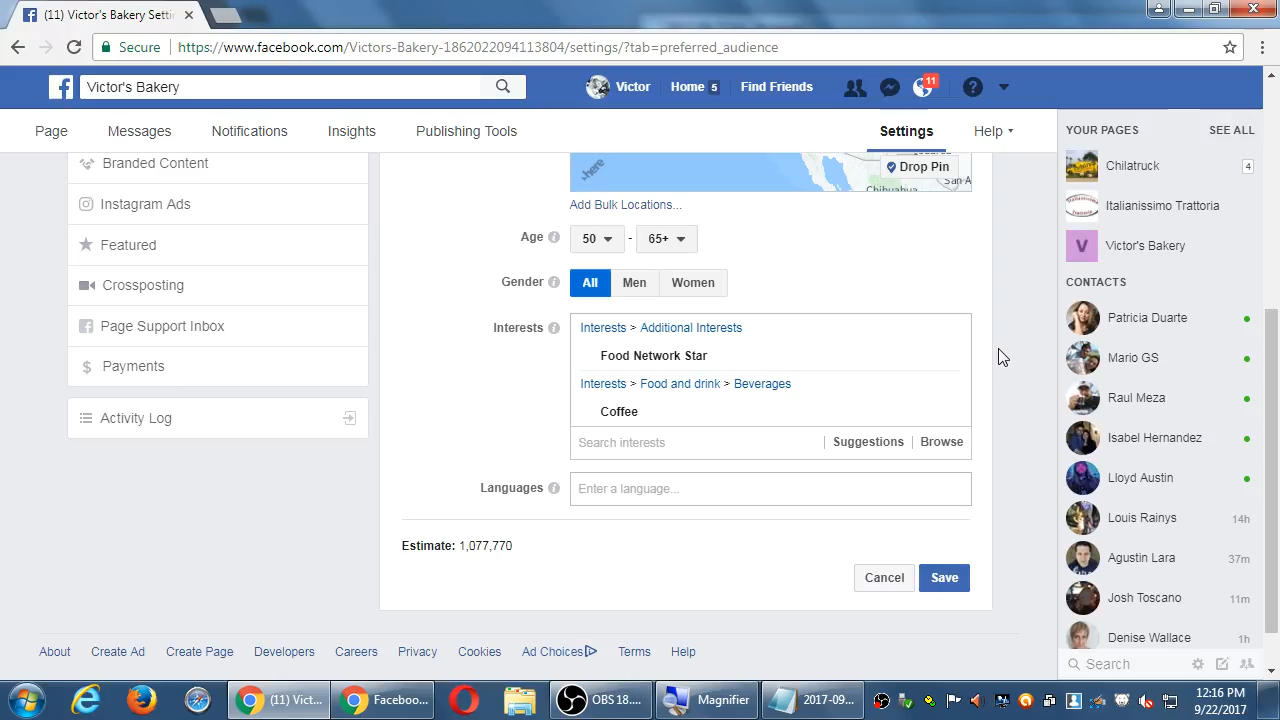 (11) Victor's Bakery Setti
Secure
https://www.facebook.com/Victors-Bakery-1862022094113804/settings/?tab=preferred_audience
Victor's Bakery
Victor
Home 5
Find Friends
11
Page
Messages
Notifications
Insights
Publishing Tools
Settings
Help
Branded Content
Instagram Ads
Featured
Crossposting
Page Support Inbox
Payments
Activity Log
here
Drop Pin
Chihuahua
San A
Add Bulk Locations...
Age
50 - 65+
Gender
All
Men
Women
Interests
Interests > Additional Interests
Food Network Star
Interests > Food and drink > Beverages
Coffee
Search interests
Suggestions
Browse
Languages
Enter a language...
Estimate: 1,077,770
Cancel
Save
YOUR PAGES
SEE ALL
Chilatruck
4
Italianissimo Trattoria
V
Victor's Bakery
CONTACTS
Patricia Duarte
Mario GS
Raul Meza
Isabel Hernandez
Lloyd Austin
Louis Rainys 14h
Agustin Lara 37m
Josh Toscano 11m
Denise Wallace 1h
Search
About
Create Ad
Create Page
Developers
Careers
Privacy
Cookies
Ad Choices
Terms
Help
(11) Vict...
Faceboo...
OBS 18....
Magnifier
2017-09...
12:16 PM
9/22/2017